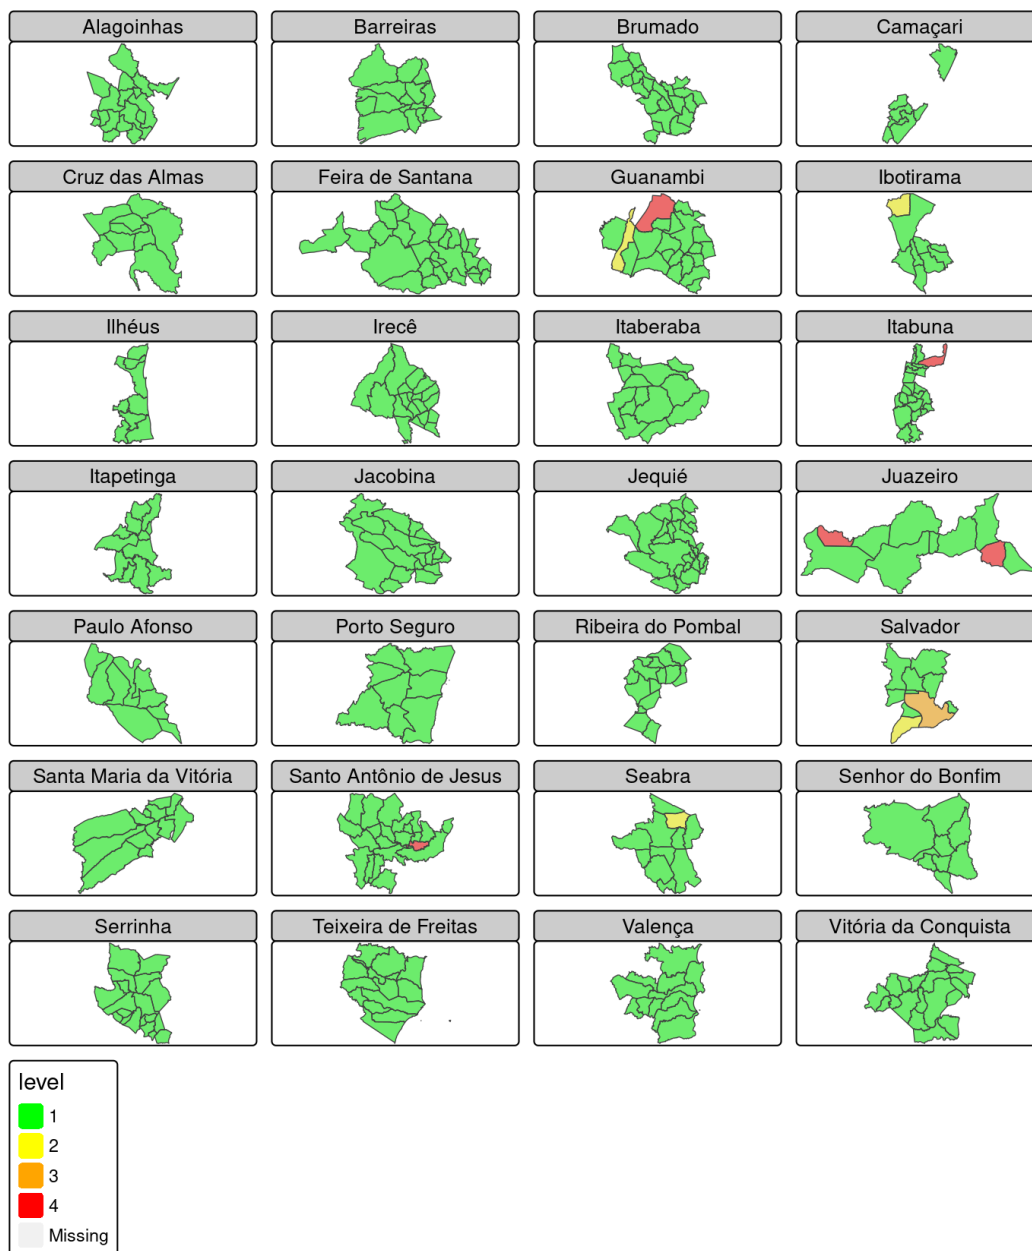 Alagoinhas
Barreiras
Brumado
Camaçari
Cruz das Almas
Feira de Santana
Guanambi
Ibotirama
Ilhéus
Irecê
Itaberaba
Itabuna
Itapetinga
Jacobina
Jequié
Juazeiro
Paulo Afonso
Porto Seguro
Ribeira do Pombal
Salvador
Santa Maria da Vitória
Santo Antônio de Jesus
Seabra
Senhor do Bonfim
Serrinha
Teixeira de Freitas
Valença
Vitória da Conquista
level
1
2
3
4
Missing